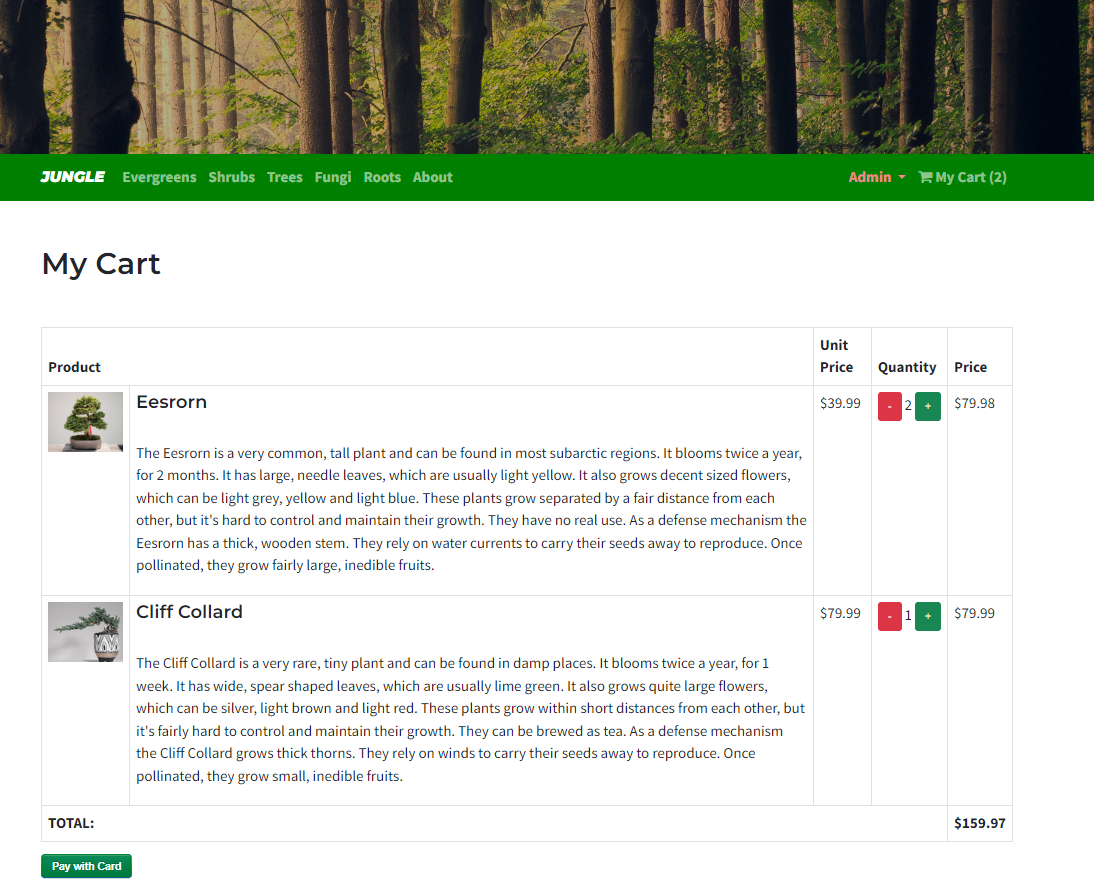 JUNGLE Evergreens Shrubs Trees Fungi Roots About Admin My Cart (2)
My Cart
Product Unit Price Quantity Price
Eesrorn $39.99 - 2 + $79.98
The Eesrorn is a very common, tall plant and can be found in most subarctic regions. It blooms twice a year,
for 2 months. It has large, needle leaves, which are usually light yellow. It also grows decent sized flowers,
which can be light grey, yellow and light blue. These plants grow separated by a fair distance from each
other, but it's hard to control and maintain their growth. They have no real use. As a defense mechanism the
Eesrorn has a thick, wooden stem. They rely on water currents to carry their seeds away to reproduce. Once
pollinated, they grow fairly large, inedible fruits.
Cliff Collard $79.99 - 1 + $79.99
The Cliff Collard is a very rare, tiny plant and can be found in damp places. It blooms twice a year, for 1
week. It has wide, spear shaped leaves, which are usually lime green. It also grows quite large flowers,
which can be silver, light brown and light red. These plants grow within short distances from each other, but
it's fairly hard to control and maintain their growth. They can be brewed as tea. As a defense mechanism
the Cliff Collard grows thick thorns. They rely on winds to carry their seeds away to reproduce. Once
pollinated, they grow small, inedible fruits.
TOTAL: $159.97
Pay with Card